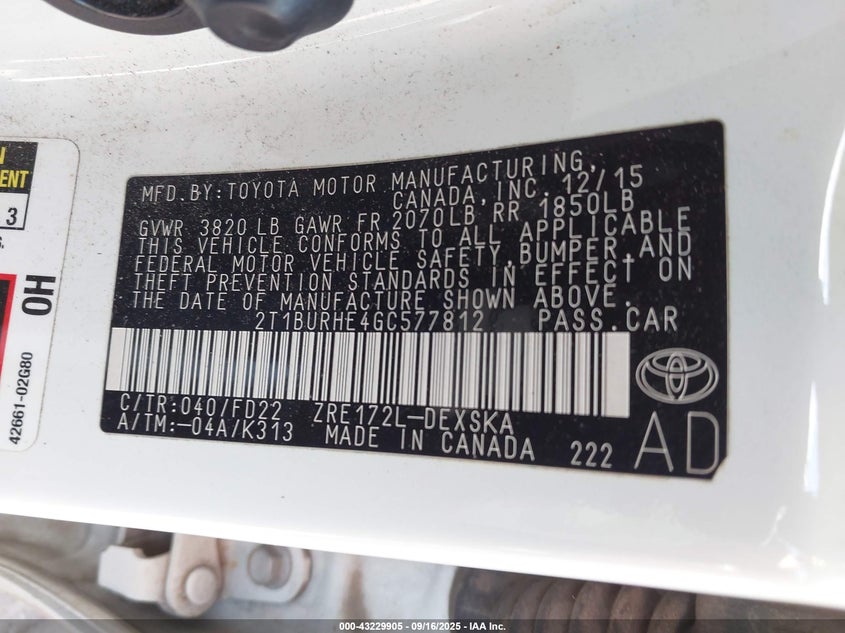 MFD.BY:TOYOTA MOTOR MANUFACTURING,
CANADA,INC. 12/15
GVWR 3820 LB GAWR FR 2070LB RR 1850LB
THIS VEHICLE CONFORMS TO ALL APPLICABLE
FEDERAL MOTOR VEHICLE SAFETY,BUMPER,AND
THEFT PREVENTION STANDARDS IN EFFECT ON
THE DATE OF MANUFACTURE SHOWN ABOVE.
2T1BURHE4GC577812 PASS.CAR
C/TR:040/FD22 ZRE172L-DEXSKA
A/TM:-04A/K313 MADE IN CANADA 222
AD
3
OH
42661-02G80
000-43229905 - 09/16/2025 - IAA Inc.